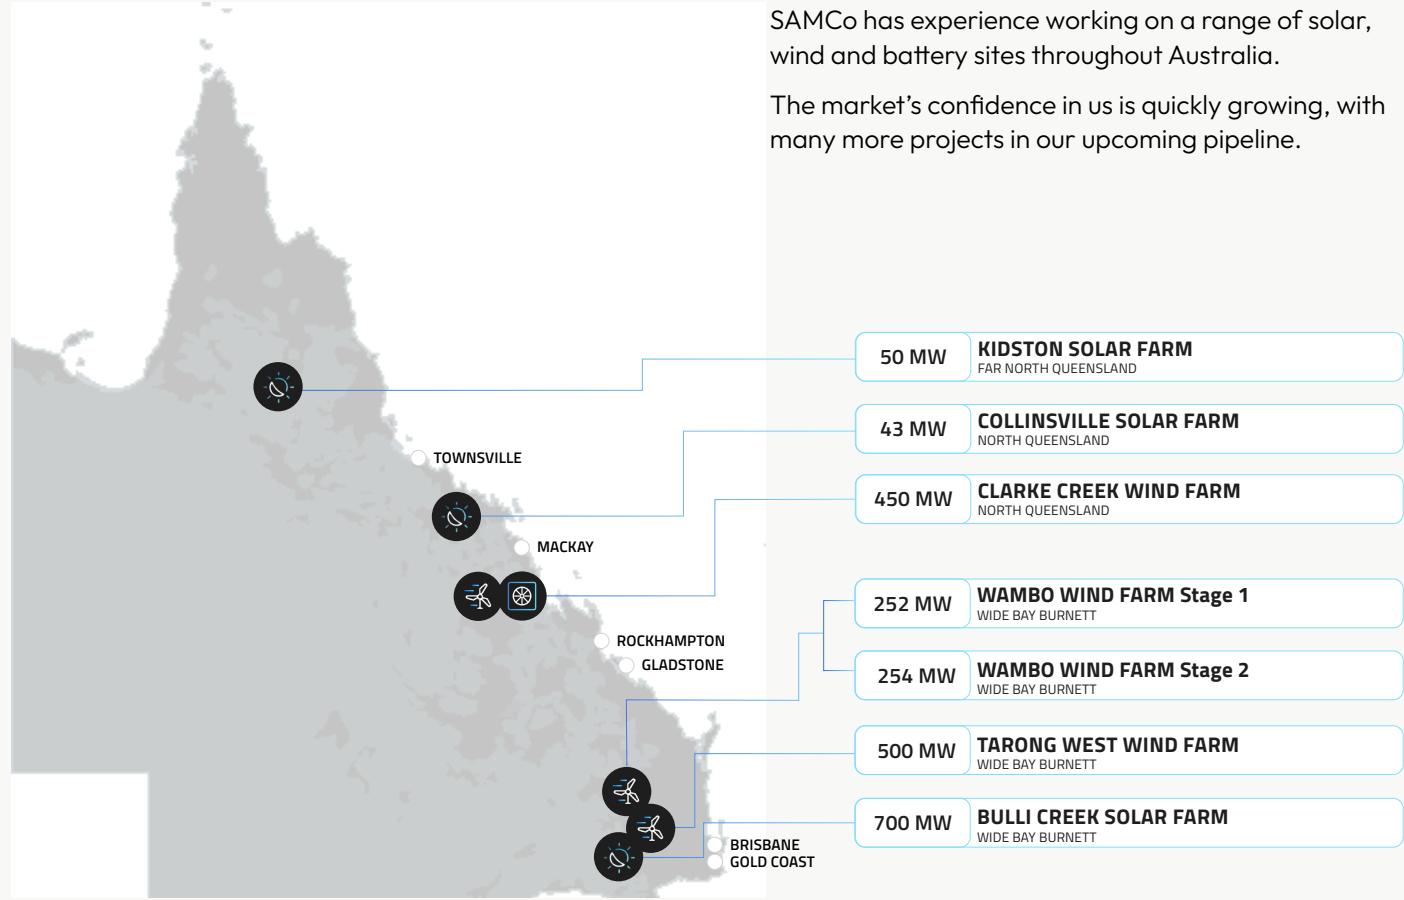 SAMCo has experience working on a range of solar,
wind and battery sites throughout Australia.
The market’s confidence in us is quickly growing, with
many more projects in our upcoming pipeline.
50 MW
KIDSTON SOLAR FARM
FAR NORTH QUEENSLAND
43 MW
COLLINSVILLE SOLAR FARM
NORTH QUEENSLAND
TOWNSVILLE
450 MW
CLARKE CREEK WIND FARM
NORTH QUEENSLAND
MACKAY
252 MW
WAMBO WIND FARM Stage 1
WIDE BAY BURNETT
ROCKHAMPTON
GLADSTONE
254 MW
WAMBO WIND FARM Stage 2
WIDE BAY BURNETT
500 MW
TARONG WEST WIND FARM
WIDE BAY BURNETT
700 MW
BULLI CREEK SOLAR FARM
WIDE BAY BURNETT
BRISBANE
GOLD COAST